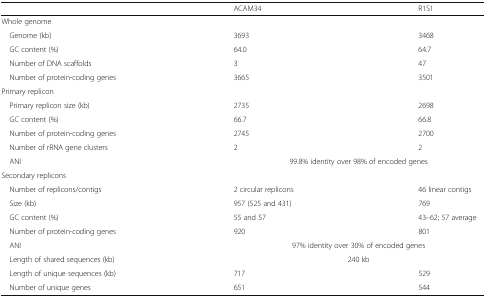 ACAM34 R1S1
Whole genome
Genome (kb) 3693 3468
GC content (%) 64.0 64.7
Number of DNA scaffolds 3 47
Number of protein-coding genes 3665 3501
Primary replicon
Primary replicon size (kb) 2735 2698
GC content (%) 66.7 66.8
Number of protein-coding genes 2745 2700
Number of rRNA gene clusters 2 2
ANI 99.8% identity over 98% of encoded genes
Secondary replicons
Number of replicons/contigs 2 circular replicons 46 linear contigs
Size (kb) 957 (525 and 431) 769
GC content (%) 55 and 57 43–62; 57 average
Number of protein-coding genes 920 801
ANI 97% identity over 30% of encoded genes
Length of shared sequences (kb) 240 kb
Length of unique sequences (kb) 717 529
Number of unique genes 651 544